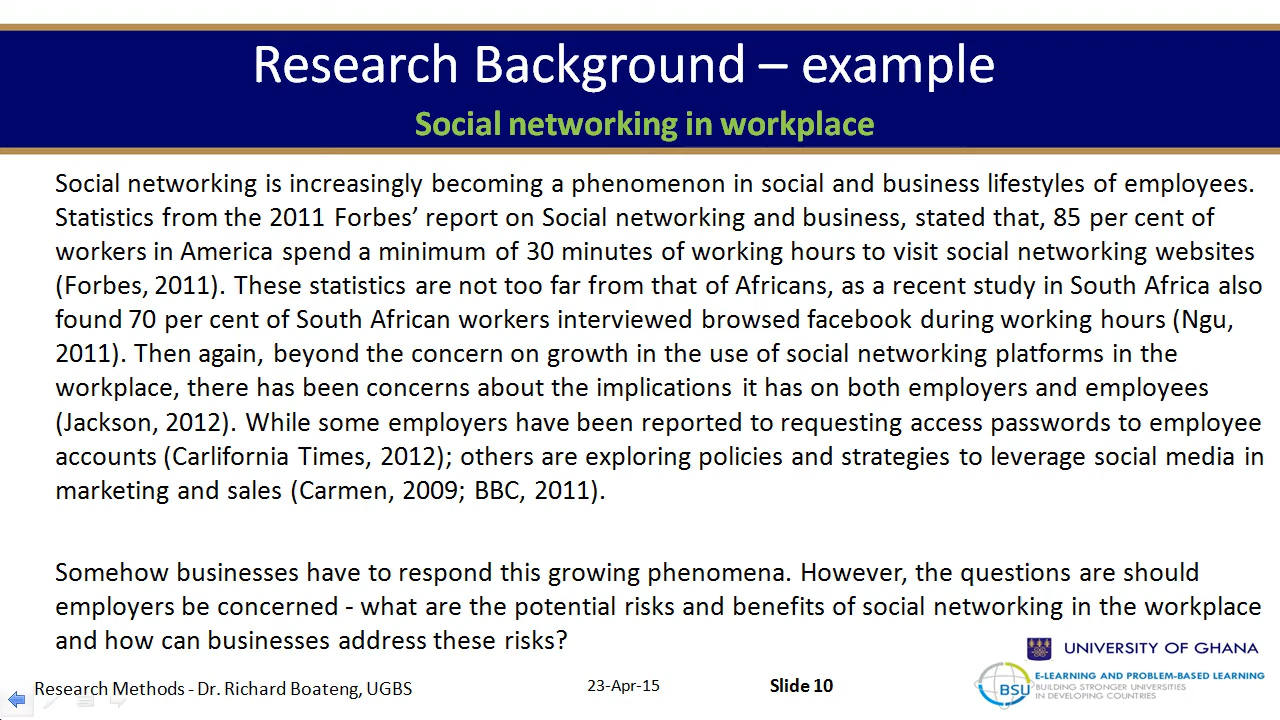 Research Background – example
Social networking in workplace
Social networking is increasingly becoming a phenomenon in social and business lifestyles of employees.
Statistics from the 2011 Forbes’ report on Social networking and business, stated that, 85 per cent of
workers in America spend a minimum of 30 minutes of working hours to visit social networking websites
(Forbes, 2011). These statistics are not too far from that of Africans, as a recent study in South Africa also
found 70 per cent of South African workers interviewed browsed facebook during working hours (Ngu,
2011). Then again, beyond the concern on growth in the use of social networking platforms in the
workplace, there has been concerns about the implications it has on both employers and employees
(Jackson, 2012). While some employers have been reported to requesting access passwords to employee
accounts (Carlifornia Times, 2012); others are exploring policies and strategies to leverage social media in
marketing and sales (Carmen, 2009; BBC, 2011).
Somehow businesses have to respond this growing phenomena. However, the questions are should
employers be concerned - what are the potential risks and benefits of social networking in the workplace
and how can businesses address these risks?
UNIVERSITY OF GHANA
Research Methods - Dr. Richard Boateng, UGBS
23-Apr-15
Slide 10
BSU
E-LEARNING AND PROBLEM-BASED LEARNING
BUILDING STRONGER UNIVERSITIES
IN DEVELOPING COUNTRIES